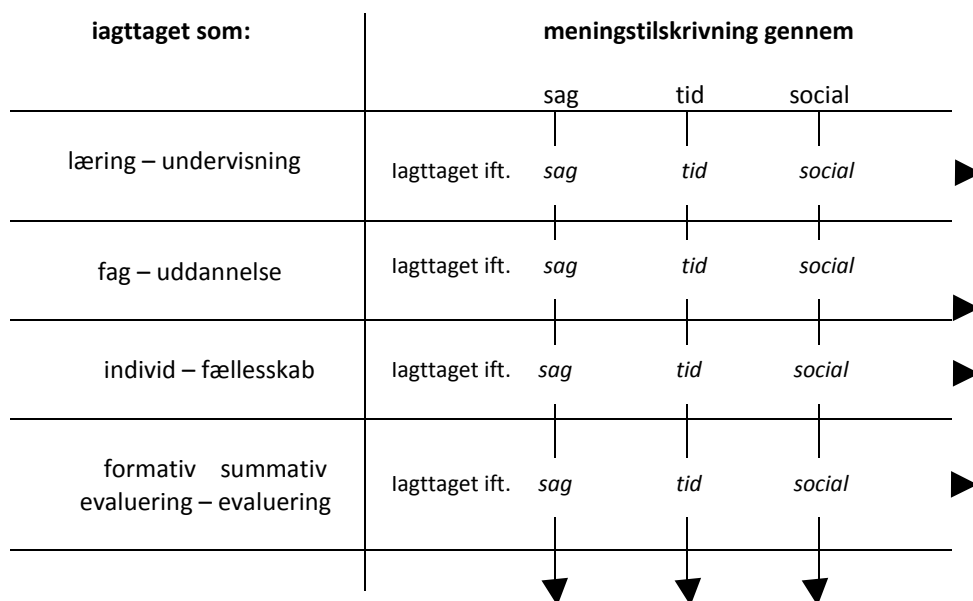 iagttaget som: meningstilskrivning gennem
sag tid social
læring – undervisning Iagttaget ift. sag tid social
fag – uddannelse Iagttaget ift. sag tid social
individ – fællesskab Iagttaget ift. sag tid social
formativ summativ
evaluering – evaluering Iagttaget ift. sag tid social